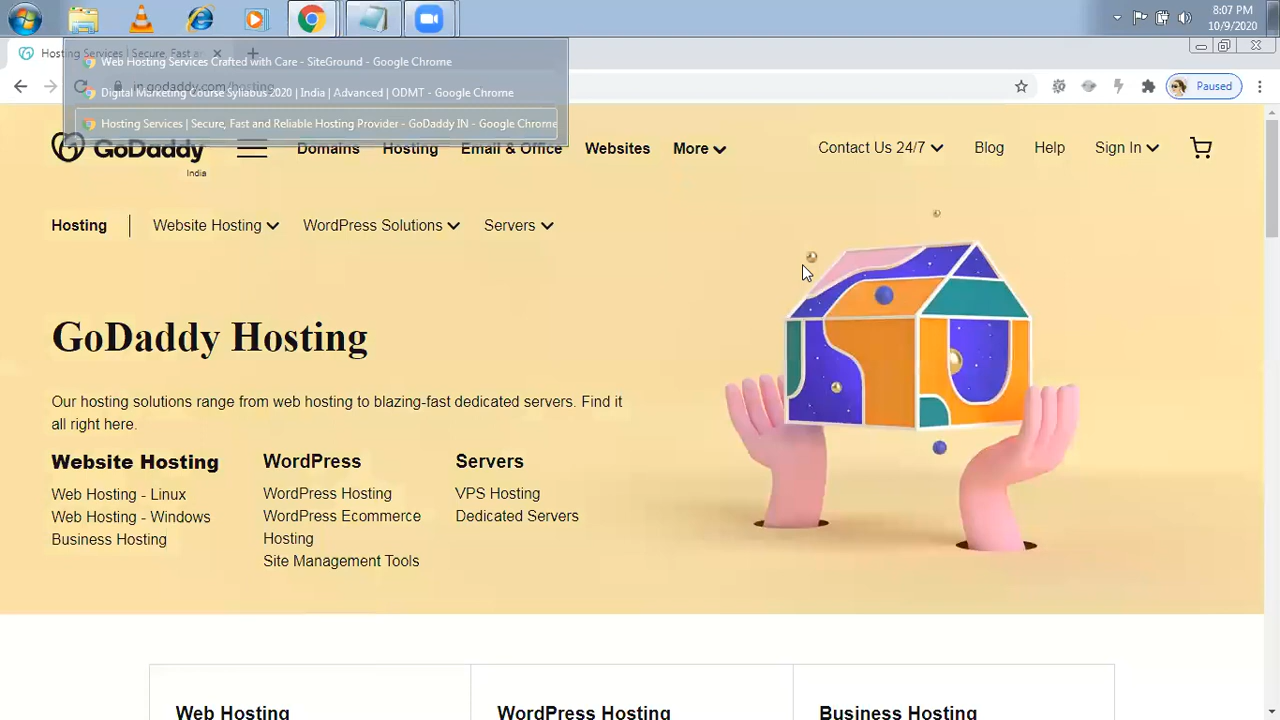 8:07 PM
10/9/2020
Hosting Services | Secure, Fast ar
Web Hosting Services Crafted with Care - SiteGround - Google Chrome
in.godaddy.com/hosting
Paused
Digital Marketing Course Syllabus 2020 | India | Advanced | ODMT - Google Chrome
Hosting Services | Secure, Fast and Reliable Hosting Provider - GoDaddy IN - Google Chrome
GoDaddy
India
Domains Hosting Email & Office Websites More
Contact Us 24/7 Blog Help Sign In
Hosting Website Hosting WordPress Solutions Servers
GoDaddy Hosting
Our hosting solutions range from web hosting to blazing-fast dedicated servers. Find it
all right here.
Website Hosting
Web Hosting - Linux
Web Hosting - Windows
Business Hosting
WordPress
WordPress Hosting
WordPress Ecommerce
Hosting
Site Management Tools
Servers
VPS Hosting
Dedicated Servers
Web Hosting
WordPress Hosting
Business Hosting